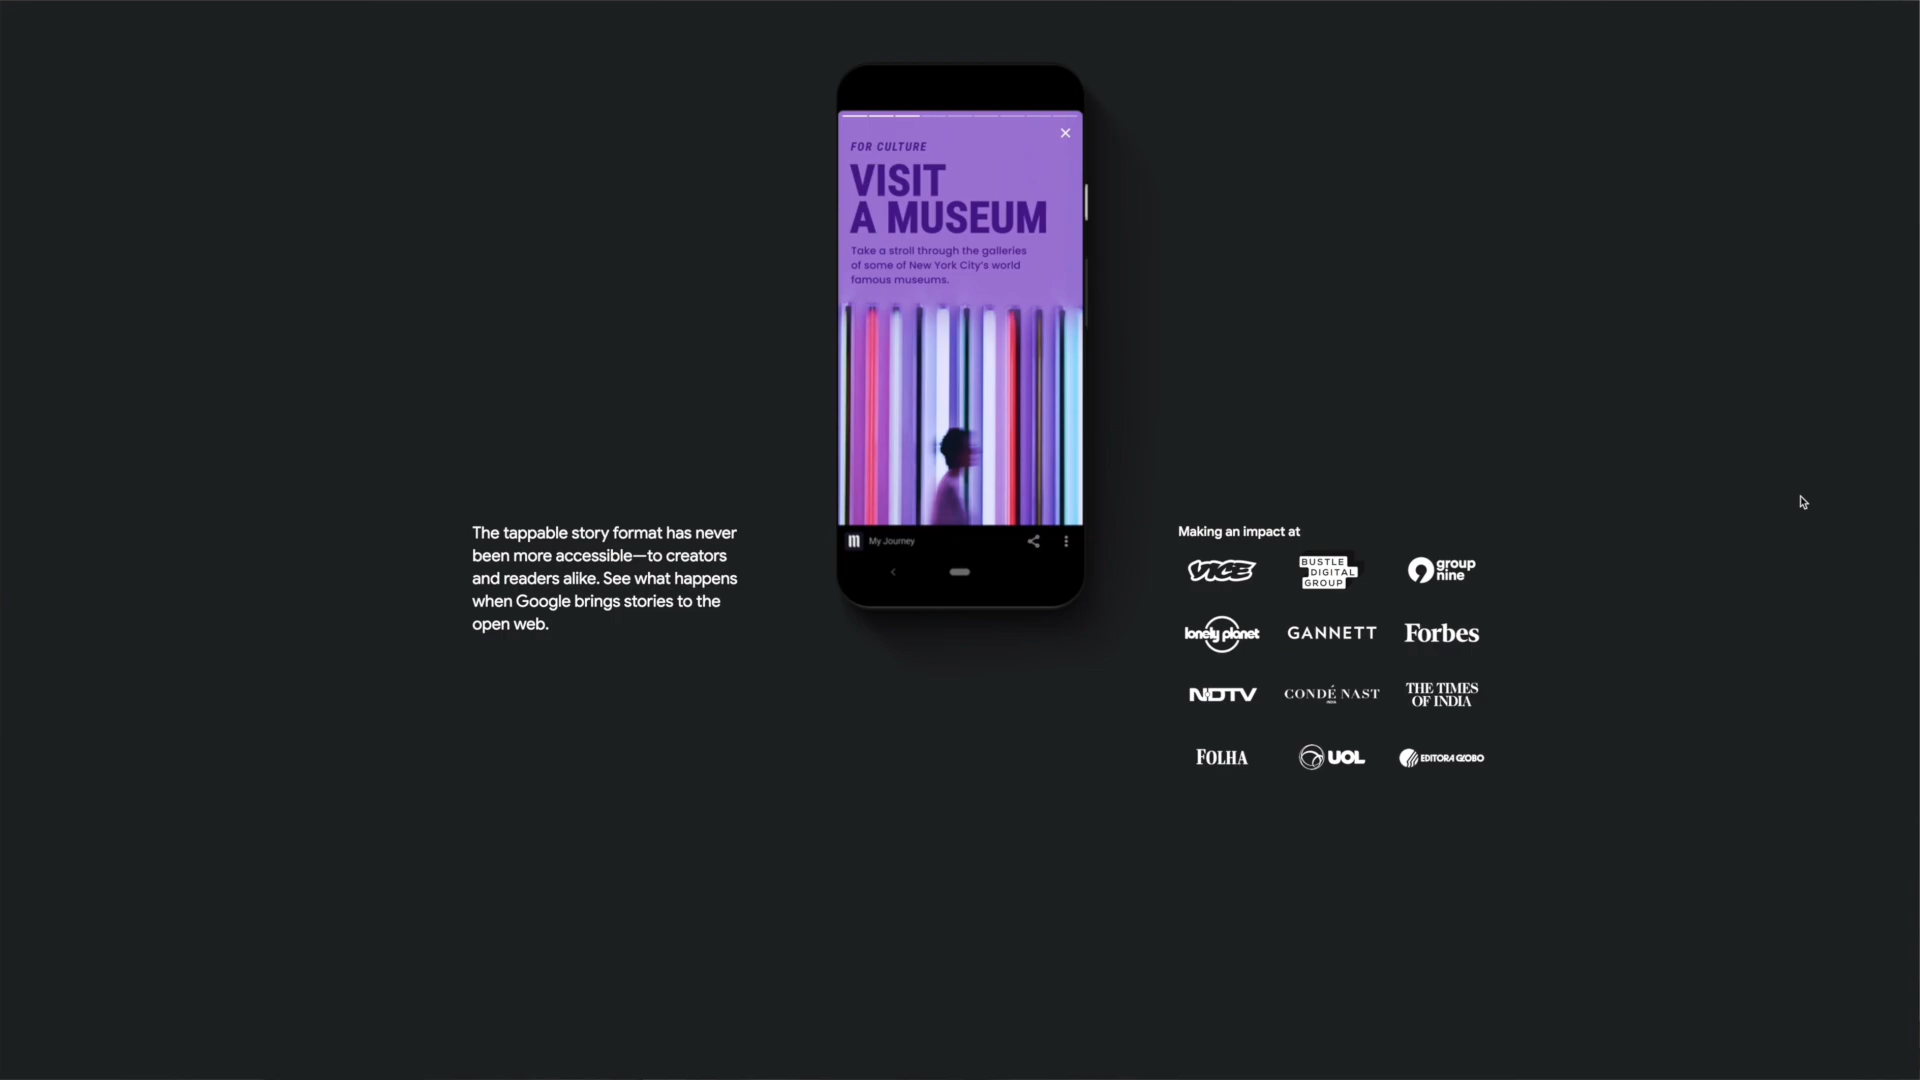 FOR CULTURE
VISIT
A MUSEUM
Take a stroll through the galleries
of some of New York City's world
famous museums.
m My Journey
The tappable story format has never
been more accessible—to creators
and readers alike. See what happens
when Google brings stories to the
open web.
Making an impact at
VICE
BUSTLE
DIGITAL
GROUP
group
nine
lonely planet
GANNETT
Forbes
NDTV
CONDÉ NAST
THE TIMES
OF INDIA
FOLHA
UOL
EDITORA GLOBO